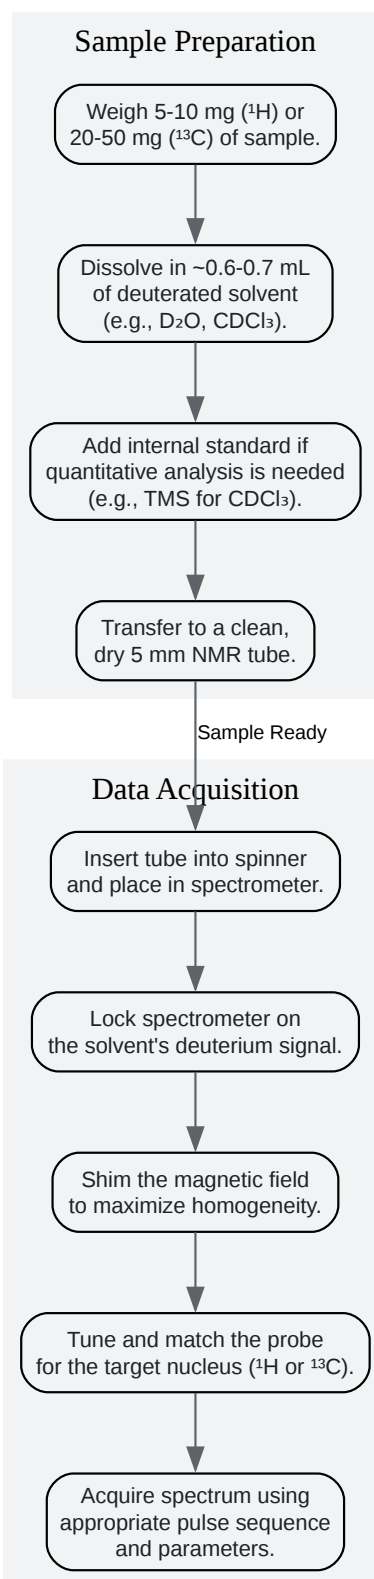 Sample Preparation
Weigh 5-10 mg (¹H) or
20-50 mg (¹³C) of sample.
Dissolve in ~0.6-0.7 mL
of deuterated solvent
(e.g., D₂O, CDCl₃).
Add internal standard if
quantitative analysis is needed
(e.g., TMS for CDCl₃).
Transfer to a clean,
dry 5 mm NMR tube.
Sample Ready
Data Acquisition
Insert tube into spinner
and place in spectrometer.
Lock spectrometer on
the solvent's deuterium signal.
Shim the magnetic field
to maximize homogeneity.
Tune and match the probe
for the target nucleus (¹H or ¹³C).
Acquire spectrum using
appropriate pulse sequence
and parameters.